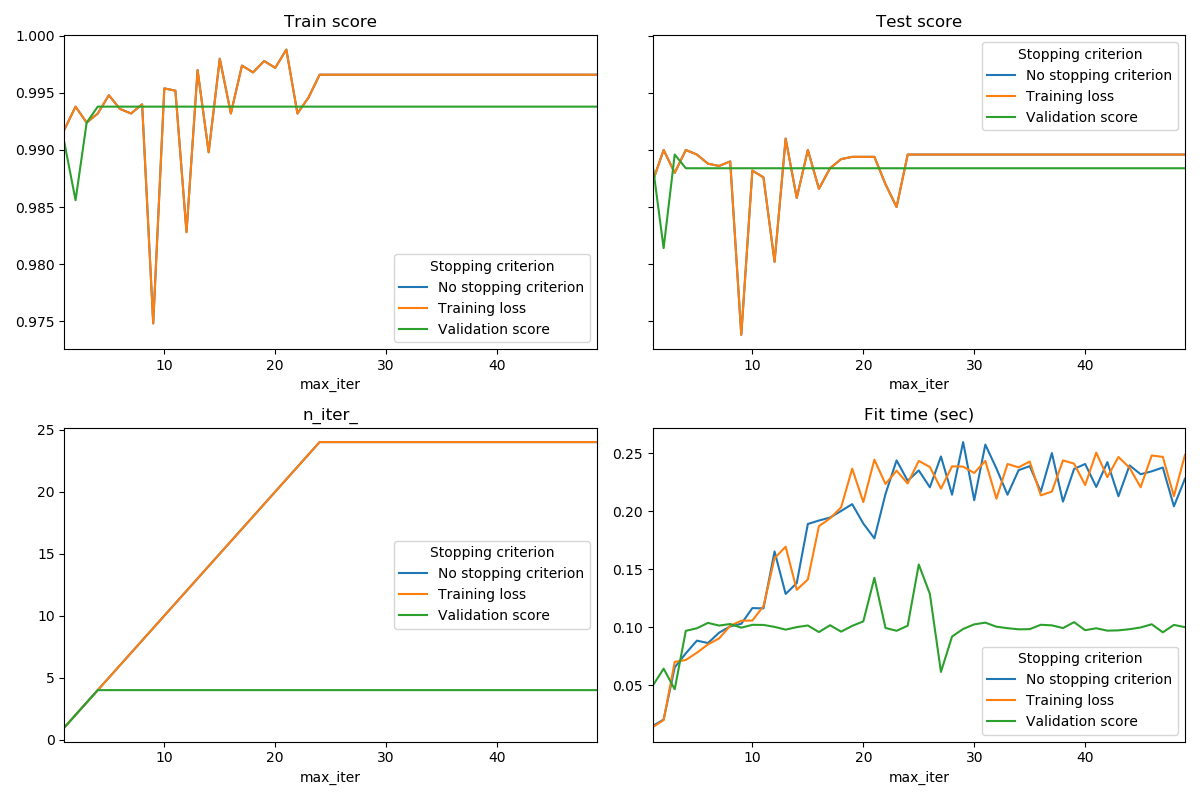 Train score
1.000
0.995
0.990
0.985
0.980
0.975
10
20
30
40
max_iter
Stopping criterion
No stopping criterion
Training loss
Validation score
Test score
10
20
30
40
max_iter
Stopping criterion
No stopping criterion
Training loss
Validation score
n_iter_
25
20
15
10
5
0
10
20
30
40
max_iter
Stopping criterion
No stopping criterion
Training loss
Validation score
Fit time (sec)
0.25
0.20
0.15
0.10
0.05
10
20
30
40
max_iter
Stopping criterion
No stopping criterion
Training loss
Validation score